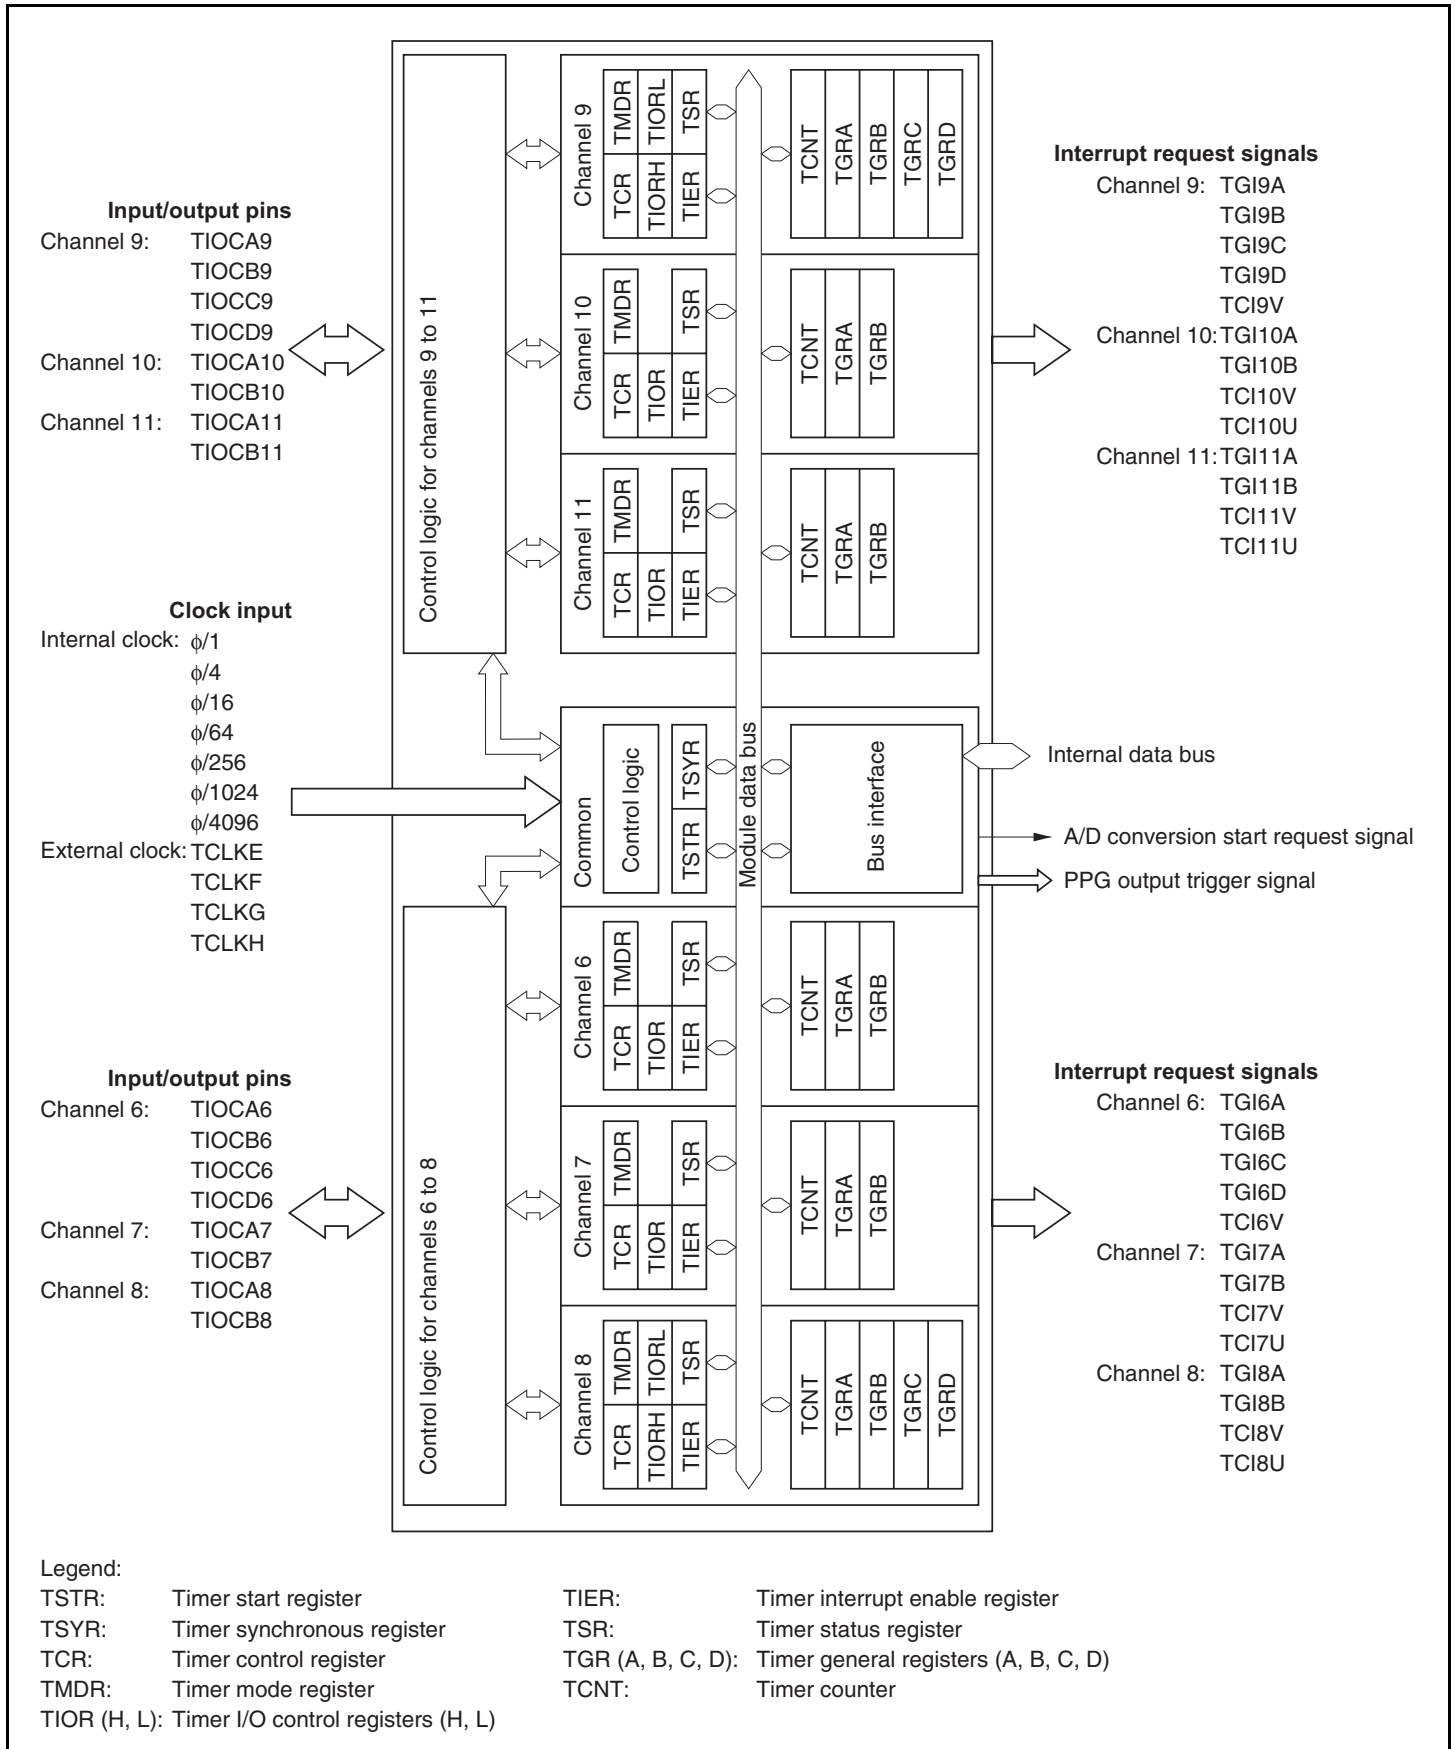 Input/output pins
Channel 9: TIOCA9
TIOCB9
TIOCC9
TIOCD9
Channel 10: TIOCA10
TIOCB10
Channel 11: TIOCA11
TIOCB11
Clock input
Internal clock: ϕ/1
ϕ/4
ϕ/16
ϕ/64
ϕ/256
ϕ/1024
ϕ/4096
External clock: TCLKE
TCLKF
TCLKG
TCLKH
Input/output pins
Channel 6: TIOCA6
TIOCB6
TIOCC6
TIOCD6
Channel 7: TIOCA7
TIOCB7
Channel 8: TIOCA8
TIOCB8
Control logic for channels 9 to 11
Control logic for channels 6 to 8
Channel 9
TCR TMDR
TIORH TIORL
TIER TSR
TCNT
TGRA
TGRB
TGRC
TGRD
Channel 10
TCR TMDR
TIOR
TIER TSR
TCNT
TGRA
TGRB
Channel 11
TCR TMDR
TIOR
TIER TSR
TCNT
TGRA
TGRB
Common
Control logic
TSTR TSYR
Module data bus
Bus interface
Channel 6
TCR TMDR
TIOR
TIER TSR
TCNT
TGRA
TGRB
Channel 7
TCR TMDR
TIOR
TIER TSR
TCNT
TGRA
TGRB
Channel 8
TCR TMDR
TIORH TIORL
TIER TSR
TCNT
TGRA
TGRB
TGRC
TGRD
Interrupt request signals
Channel 9: TGI9A
TGI9B
TGI9C
TGI9D
TCI9V
Channel 10: TGI10A
TGI10B
TCI10V
TCI10U
Channel 11: TGI11A
TGI11B
TCI11V
TCI11U
Internal data bus
A/D conversion start request signal
PPG output trigger signal
Interrupt request signals
Channel 6: TGI6A
TGI6B
TGI6C
TGI6D
TCI6V
Channel 7: TGI7A
TGI7B
TCI7V
TCI7U
Channel 8: TGI8A
TGI8B
TCI8V
TCI8U
Legend:
TSTR: Timer start register
TSYR: Timer synchronous register
TCR: Timer control register
TMDR: Timer mode register
TIOR (H, L): Timer I/O control registers (H, L)
TIER: Timer interrupt enable register
TSR: Timer status register
TGR (A, B, C, D): Timer general registers (A, B, C, D)
TCNT: Timer counter